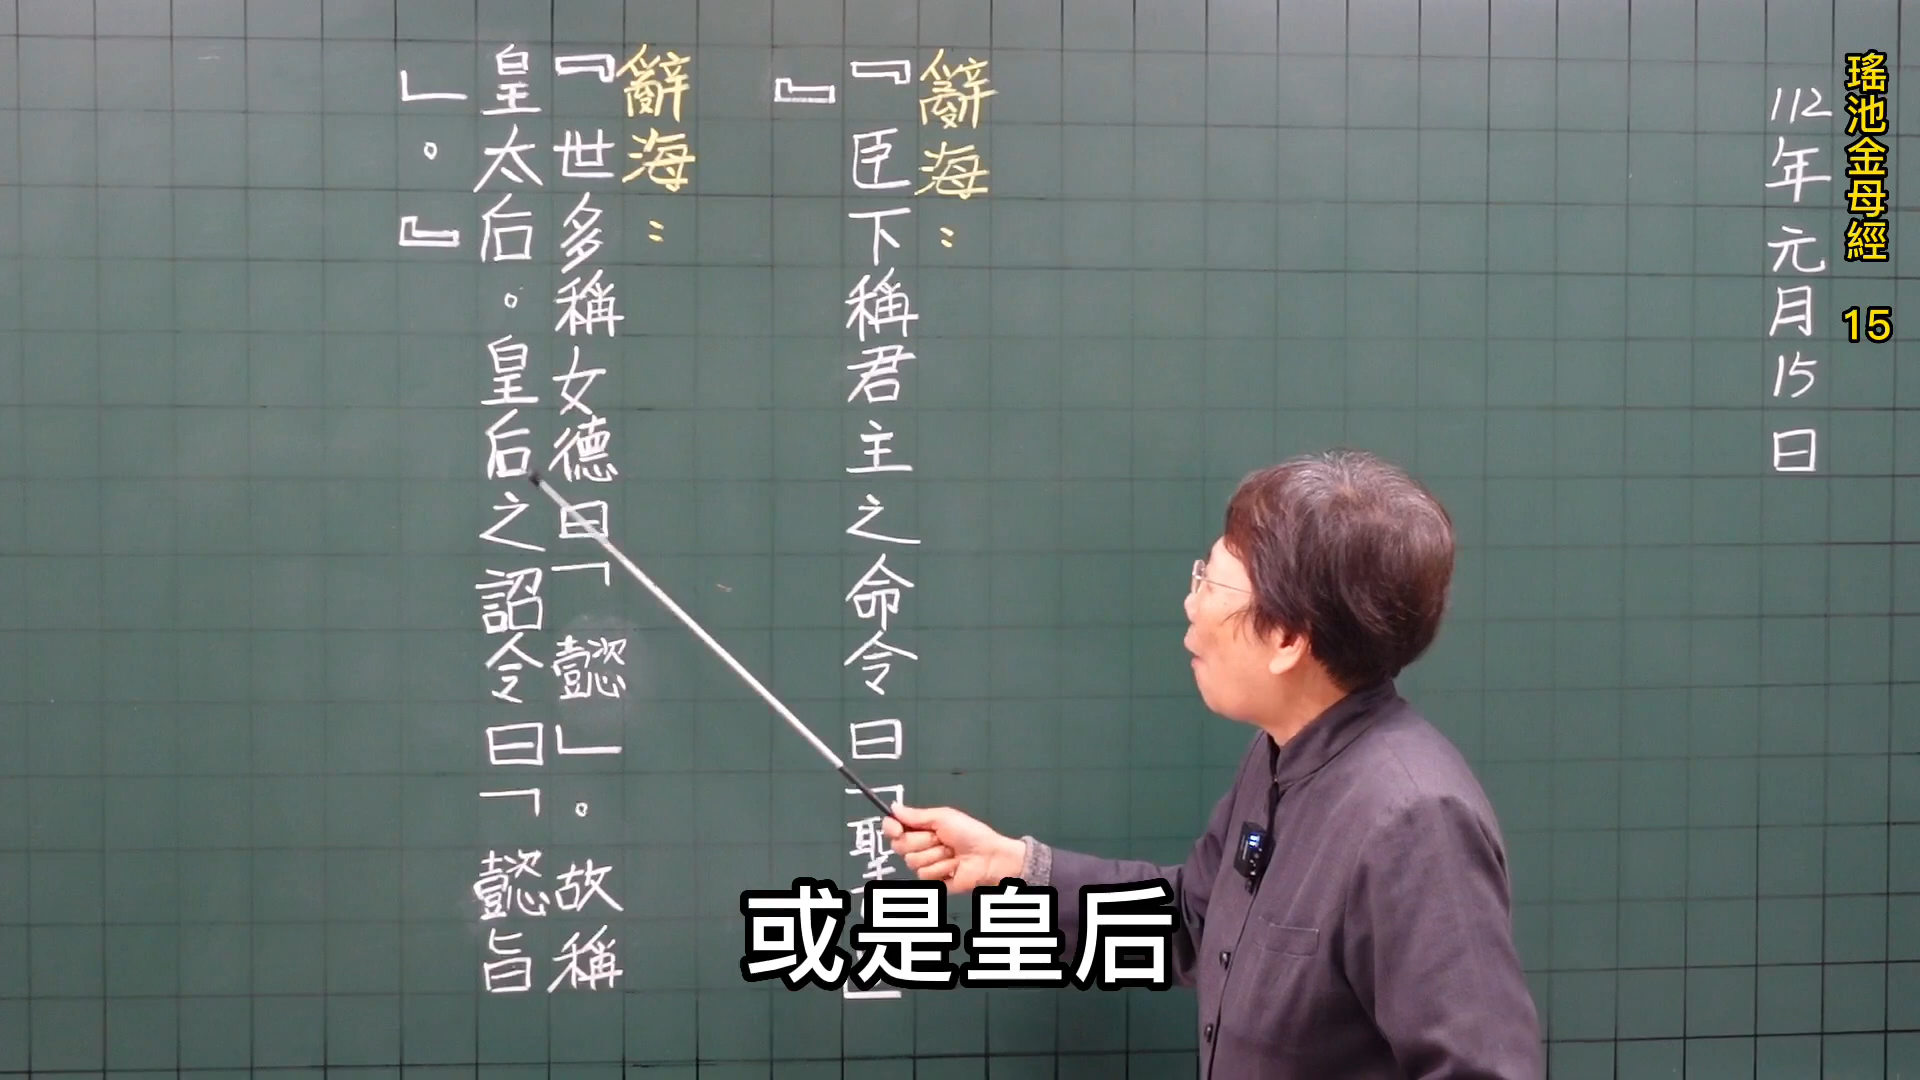 瑤池金母經 15
112年元月15日
辭海：
『臣下稱君主之命令曰「聖
』
辭海：
『世多稱女德曰「懿」。故稱
皇太后。皇后之詔令曰「懿旨
」。』
或是皇后